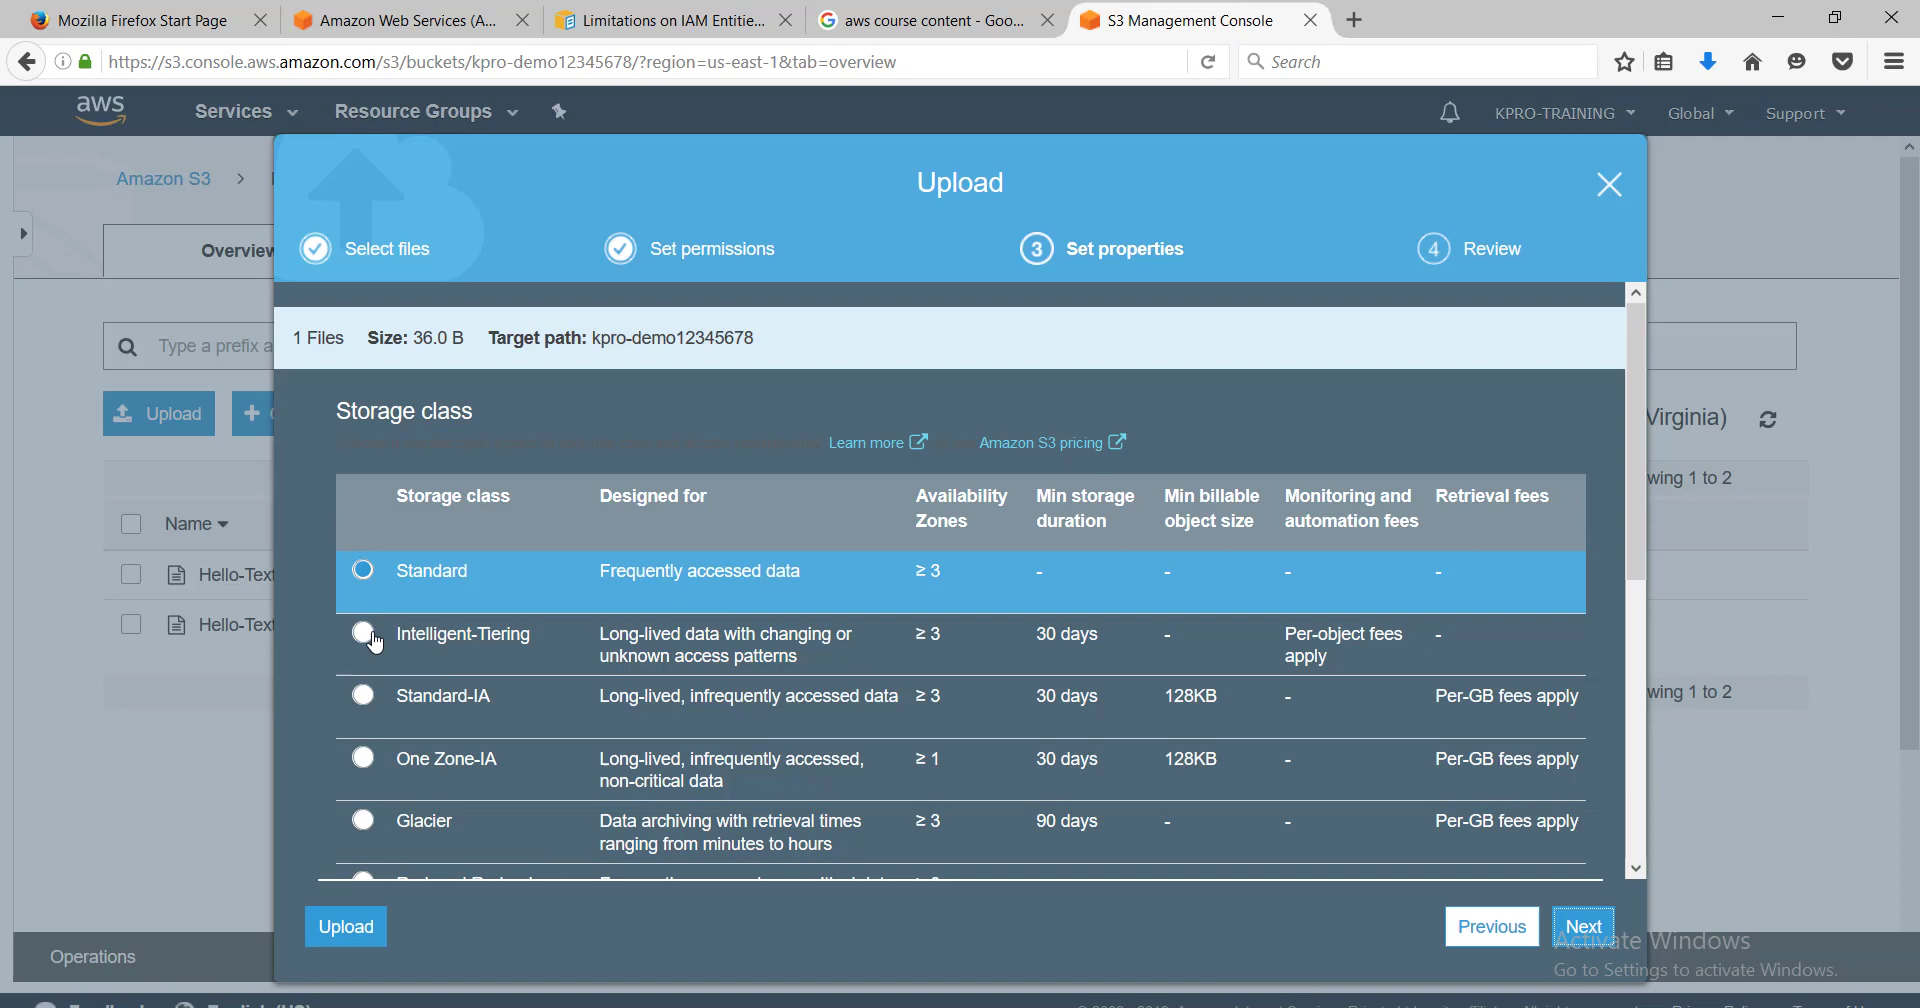 Mozilla Firefox Start Page
Amazon Web Services (A...
Limitations on IAM Entitie...
aws course content - Goo...
S3 Management Console
https://s3.console.aws.amazon.com/s3/buckets/kpro-demo12345678/?region=us-east-1&tab=overview
Search
aws
Services
Resource Groups
KPRO-TRAINING
Global
Support
Amazon S3
Upload
Overview
Select files
Set permissions
3 Set properties
4 Review
Type a prefix a
1 Files Size: 36.0 B Target path: kpro-demo12345678
Upload
Storage class
Virginia)
Learn more
Amazon S3 pricing
wing 1 to 2
Name
Storage class Designed for Availability Zones Min storage duration Min billable object size Monitoring and automation fees Retrieval fees
Standard Frequently accessed data ≥ 3 - - - -
Hello-Text
Intelligent-Tiering Long-lived data with changing or unknown access patterns ≥ 3 30 days - Per-object fees apply -
Hello-Text
Standard-IA Long-lived, infrequently accessed data ≥ 3 30 days 128KB - Per-GB fees apply
wing 1 to 2
One Zone-IA Long-lived, infrequently accessed, non-critical data ≥ 1 30 days 128KB - Per-GB fees apply
Glacier Data archiving with retrieval times ranging from minutes to hours ≥ 3 90 days - - Per-GB fees apply
Upload
Previous
Next
Operations
Activate Windows
Go to Settings to activate Windows.